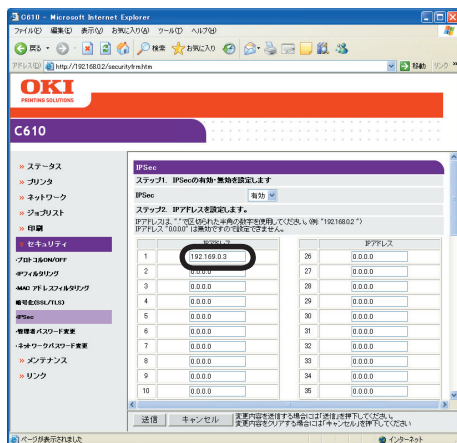 C610 - Microsoft Internet Explorer
ファイル(F) 編集(E) 表示(V) お気に入り(A) ツール(T) ヘルプ(H)
戻る 検索 お気に入り
アドレス(D) http://192.168.0.2/securityfrm.htm 移動 リンク
OKI
PRINTING SOLUTIONS
C610
» ステータス
» プリンタ
» ネットワーク
» ジョブリスト
» 印刷
» セキュリティ
・プロトコルON/OFF
・IPフィルタリング
・MAC アドレスフィルタリング
暗号化(SSL/TLS)
・IPSec
・管理者パスワード変更
・ネットワークパスワード変更
» メンテナンス
» リンク
IPSec
ステップ1. IPSecの有効・無効を設定します
IPSec 有効
ステップ2. IPアドレスを設定します。
IPアドレスは、"."で区切られた半角の数字を使用してください。(例 "192.168.0.2")
IPアドレス "0.0.0.0" は無効ですので設定できません。
IPアドレス IPアドレス
1 192.169.0.3 26 0.0.0.0
2 0.0.0.0 27 0.0.0.0
3 0.0.0.0 28 0.0.0.0
4 0.0.0.0 29 0.0.0.0
5 0.0.0.0 30 0.0.0.0
6 0.0.0.0 31 0.0.0.0
7 0.0.0.0 32 0.0.0.0
8 0.0.0.0 33 0.0.0.0
9 0.0.0.0 34 0.0.0.0
10 0.0.0.0 35 0.0.0.0
送信 キャンセル 変更内容を送信する場合には「送信」を押下してください。
変更内容をクリアする場合には「キャンセル」を押下してください
ページが表示されました インターネット